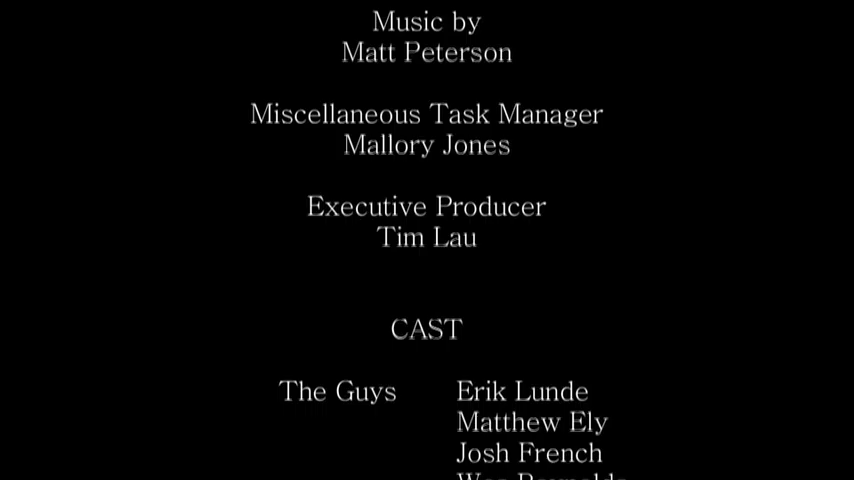 Music by
Matt Peterson
Miscellaneous Task Manager
Mallory Jones
Executive Producer
Tim Lau
CAST
The Guys Erik Lunde
Matthew Ely
Josh French